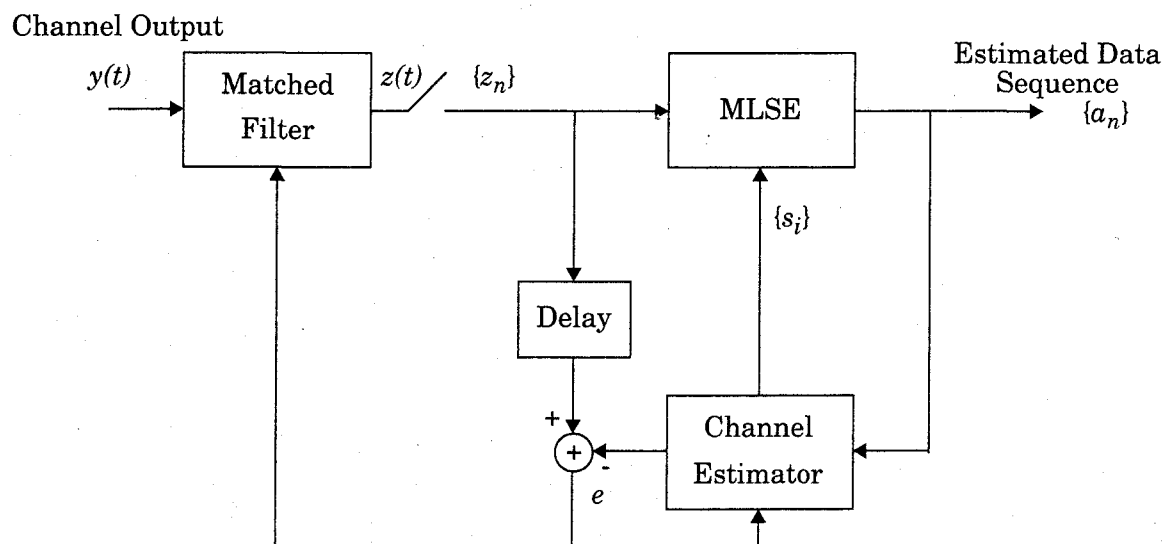 Channel Output
y(t)
Matched
Filter
z(t)
{z_n}
MLSE
Estimated Data
Sequence
{a_n}
{s_i}
Delay
+
+
-
e
Channel
Estimator